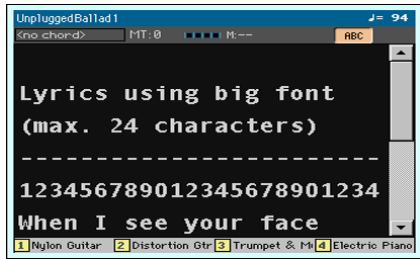 UnpluggedBallad1 ♩= 94
<no chord> MT:0 M:-- ABC
Lyrics using big font
(max. 24 characters)
------------------------
123456789012345678901234
When I see your face
1 Nylon Guitar 2 Distortion Gtr 3 Trumpet & 4 Electric Piano